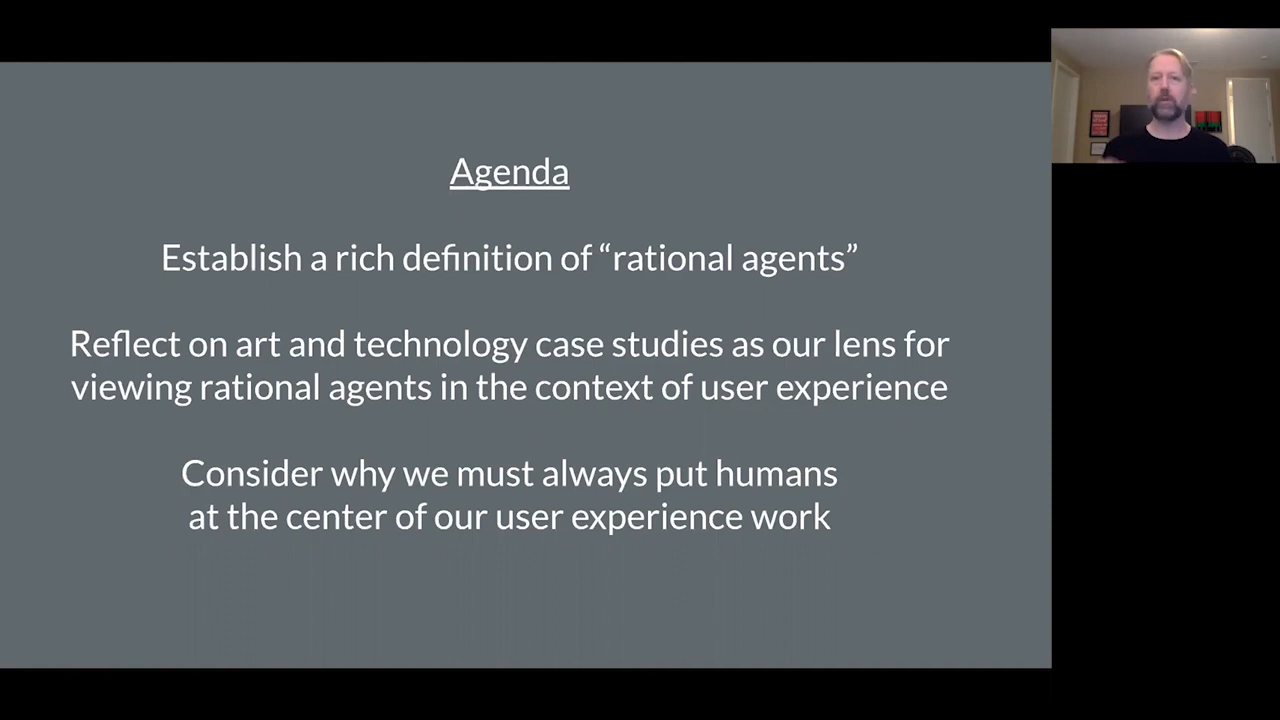 Agenda
Establish a rich definition of “rational agents”
Reflect on art and technology case studies as our lens for
viewing rational agents in the context of user experience
Consider why we must always put humans
at the center of our user experience work